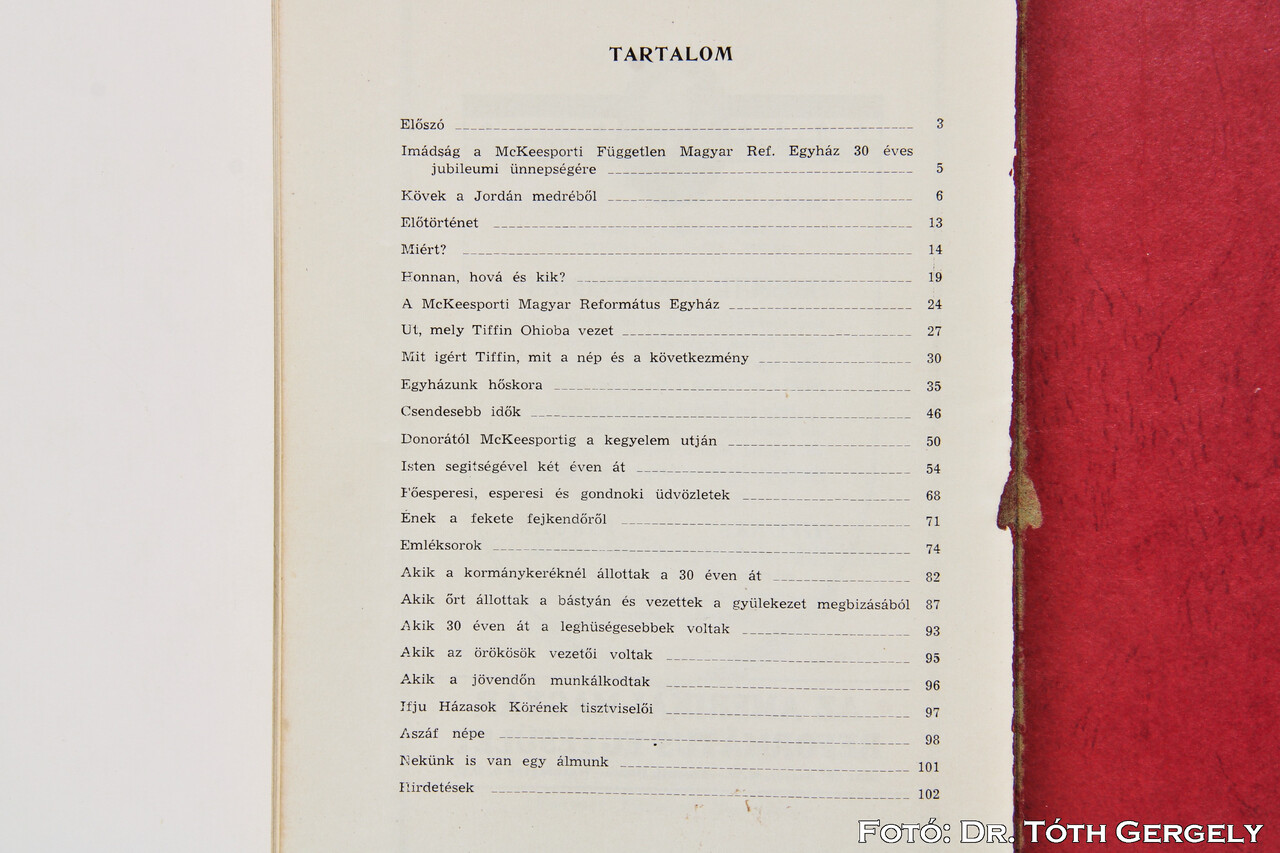 TARTALOM
Előszó 3
Imádság a McKeesporti Független Magyar Ref. Egyház 30 éves
jubileumi ünnepségére 5
Kövek a Jordán medréből 6
Előtörténet 13
Miért? 14
Honnan, hová és kik? 19
A McKeesporti Magyar Református Egyház 24
Ut, mely Tiffin Ohioba vezet 27
Mit igért Tiffin, mit a nép és a következmény 30
Egyházunk hőskora 35
Csendesebb idők 46
Donorától McKeesportig a kegyelem utján 50
Isten segitségével két éven át 54
Főesperesi, esperesi és gondnoki üdvözletek 68
Ének a fekete fejkendőről 71
Emléksorok 74
Akik a kormánykeréknél állottak a 30 éven át 82
Akik őrt állottak a bástyán és vezettek a gyülekezet megbizásából 87
Akik 30 éven át a leghüségesebbek voltak 93
Akik az örökösök vezetői voltak 95
Akik a jövendőn munkálkodtak 96
Ifju Házasok Körének tisztviselői 97
Aszáf népe 98
Nekünk is van egy álmunk 101
Hirdetések 102
Fotó: Dr. Tóth Gergely